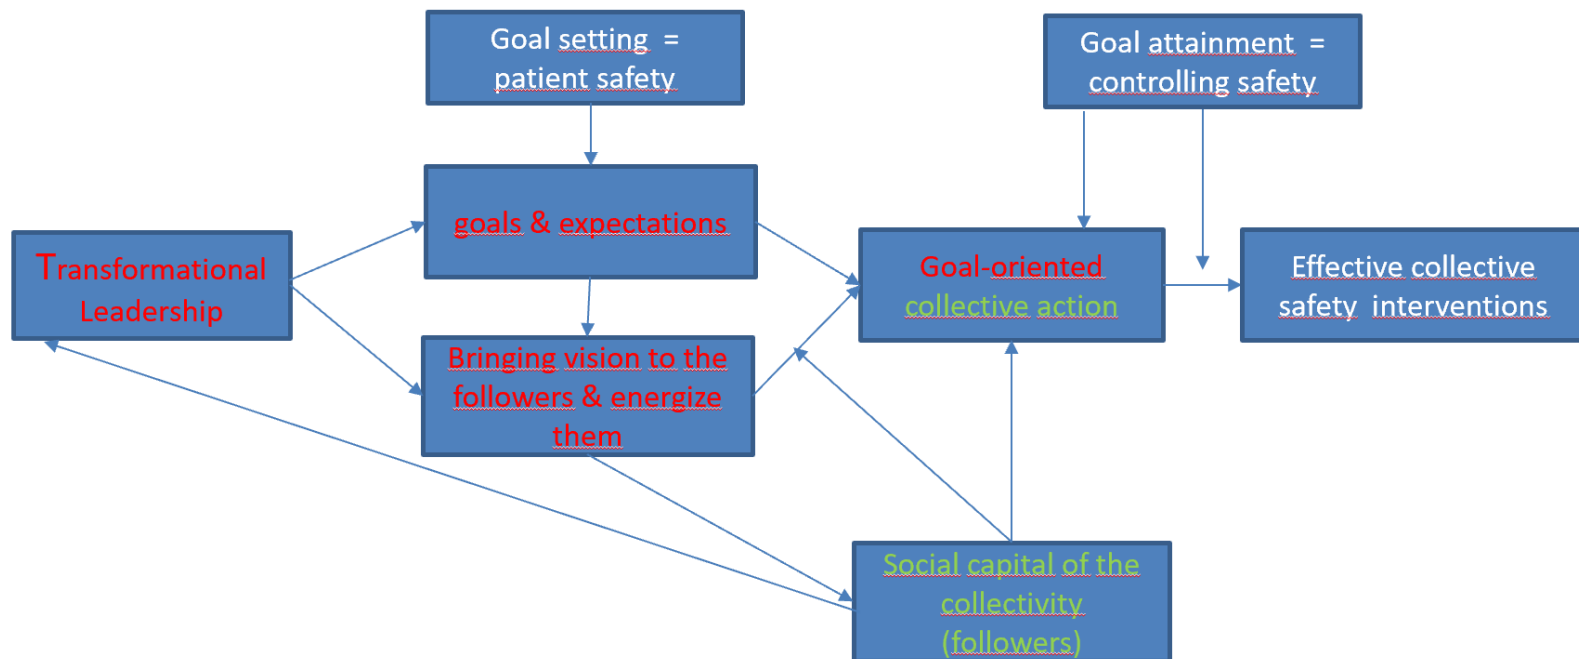 Goal setting =
patient safety
Goal attainment =
controlling safety
goals & expectations
Transformational
Leadership
Goal-oriented
collective action
Effective collective
safety interventions
Bringing vision to the
followers & energize
them
Social capital of the
collectivity
(followers)